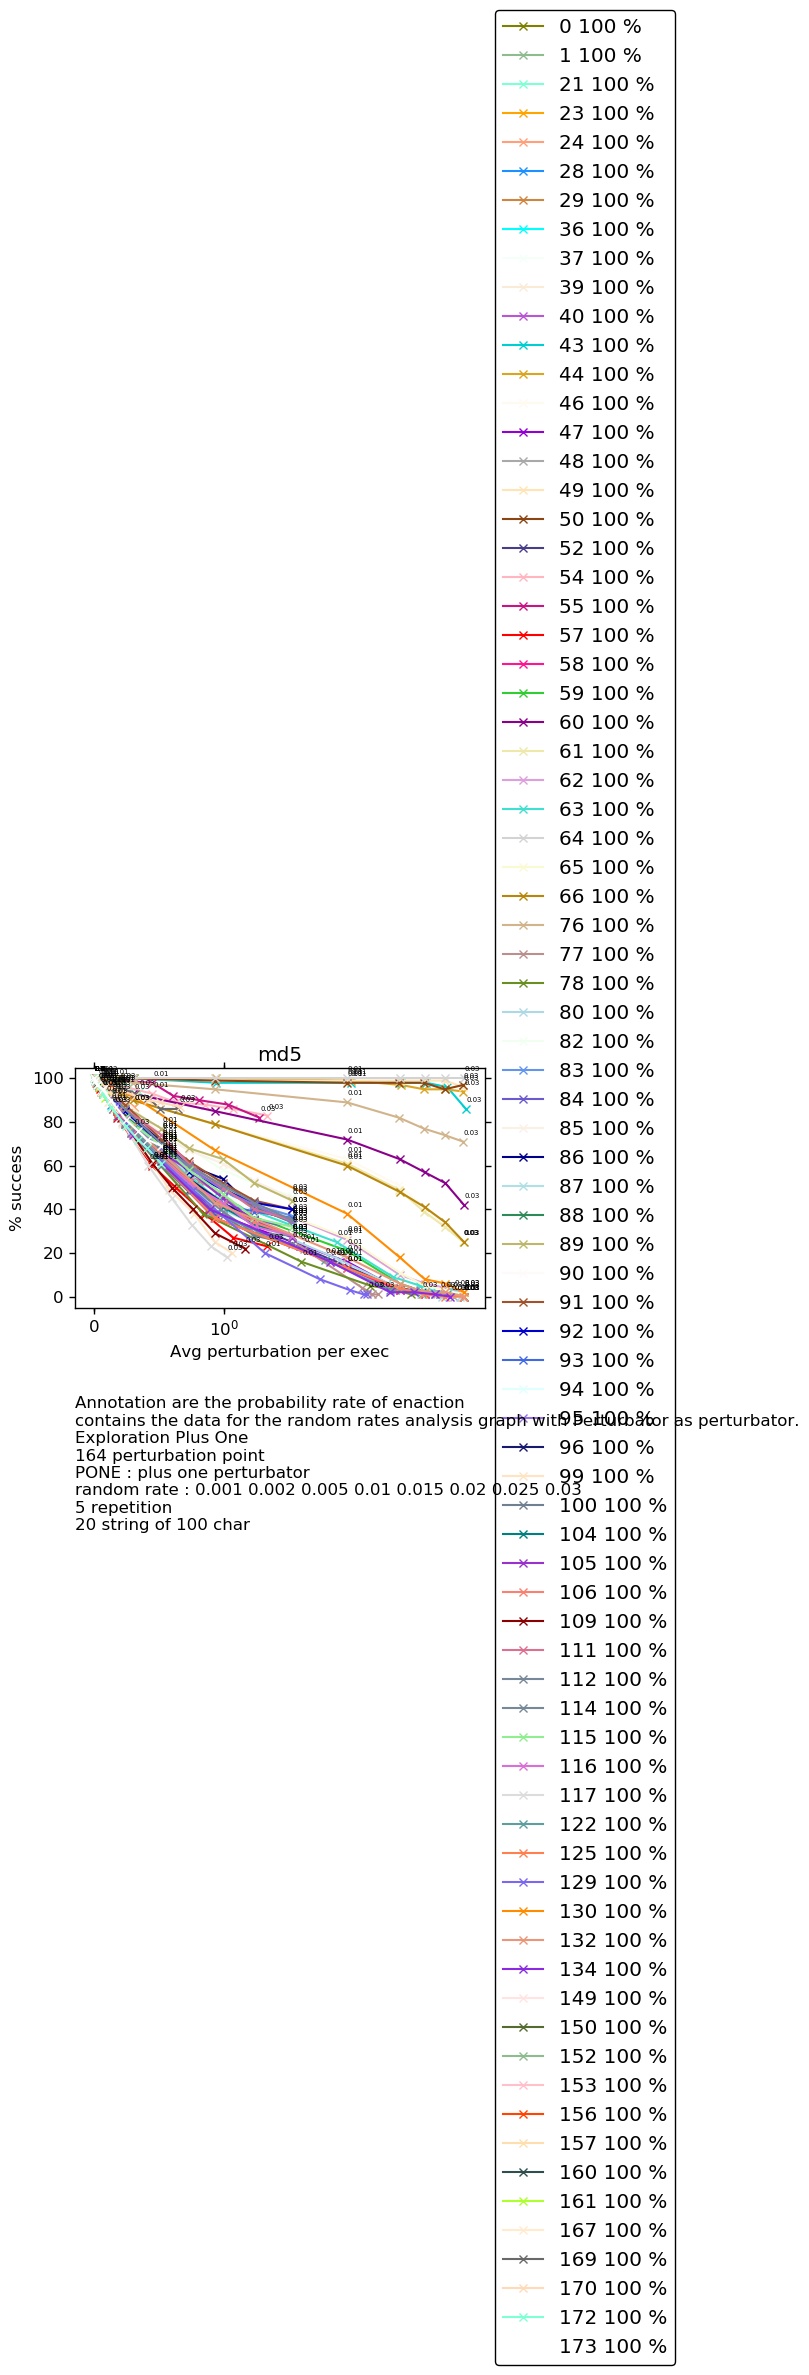 md5
% success
100
80
60
40
20
0
0
10⁰
Avg perturbation per exec
Annotation are the probability rate of enaction
contains the data for the random rates analysis graph with Perturbator as perturbator.
Exploration Plus One
164 perturbation point
PONE : plus one perturbator
random rate : 0.001 0.002 0.005 0.01 0.015 0.02 0.025 0.03
5 repetition
20 string of 100 char
0 100 %
1 100 %
21 100 %
23 100 %
24 100 %
28 100 %
29 100 %
36 100 %
37 100 %
39 100 %
40 100 %
43 100 %
44 100 %
46 100 %
47 100 %
48 100 %
49 100 %
50 100 %
52 100 %
54 100 %
55 100 %
57 100 %
58 100 %
59 100 %
60 100 %
61 100 %
62 100 %
63 100 %
64 100 %
65 100 %
66 100 %
76 100 %
77 100 %
78 100 %
80 100 %
82 100 %
83 100 %
84 100 %
85 100 %
86 100 %
87 100 %
88 100 %
89 100 %
90 100 %
91 100 %
92 100 %
93 100 %
94 100 %
95 100 %
96 100 %
99 100 %
100 100 %
104 100 %
105 100 %
106 100 %
109 100 %
111 100 %
112 100 %
114 100 %
115 100 %
116 100 %
117 100 %
122 100 %
125 100 %
129 100 %
130 100 %
132 100 %
134 100 %
149 100 %
150 100 %
152 100 %
153 100 %
156 100 %
157 100 %
160 100 %
161 100 %
167 100 %
169 100 %
170 100 %
172 100 %
173 100 %